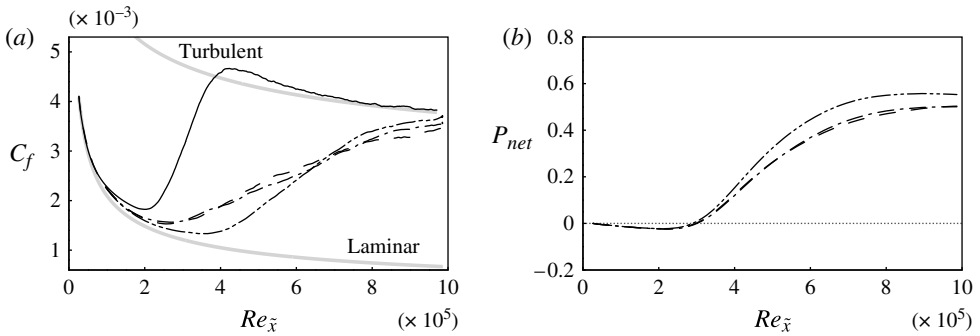 (× 10⁻³)
(a)
5
4
3
2
1
C_f
Turbulent
Laminar
0 2 4 6 8 10
Re_x̃
(× 10⁵)
(b)
0.8
0.6
0.4
0.2
0
−0.2
P_net
0 2 4 6 8 10
Re_x̃
(× 10⁵)